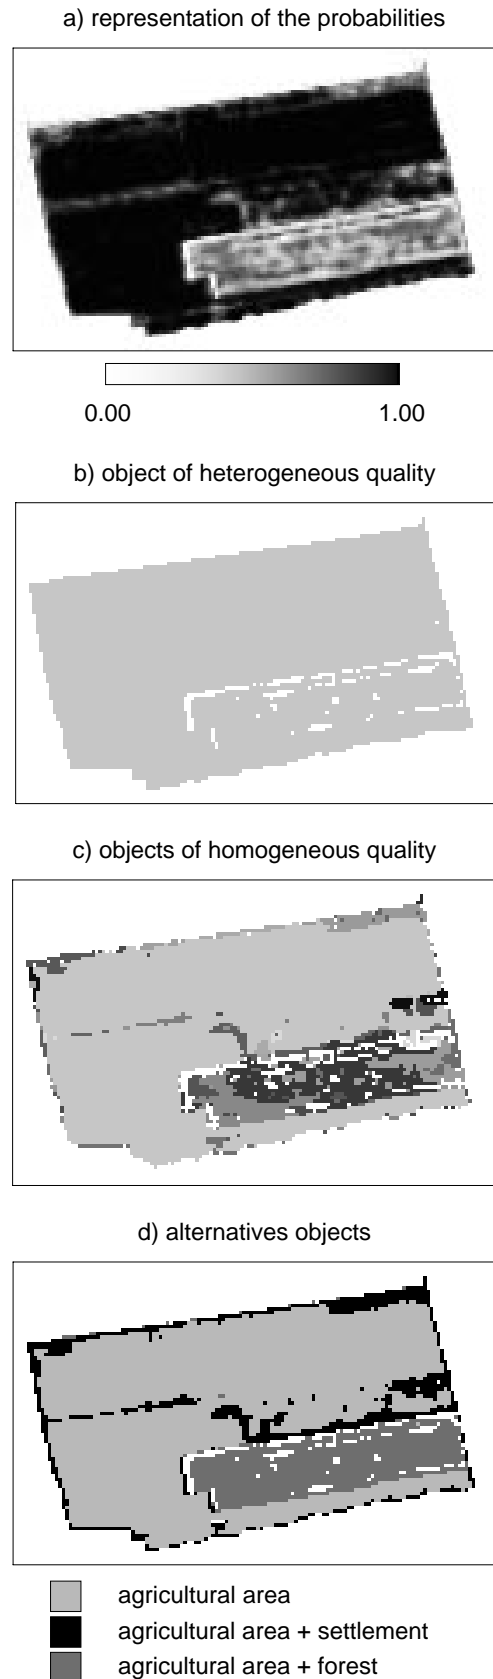 a) representation of the probabilities
0.00 1.00
b) object of heterogeneous quality
c) objects of homogeneous quality
d) alternatives objects
agricultural area
agricultural area + settlement
agricultural area + forest